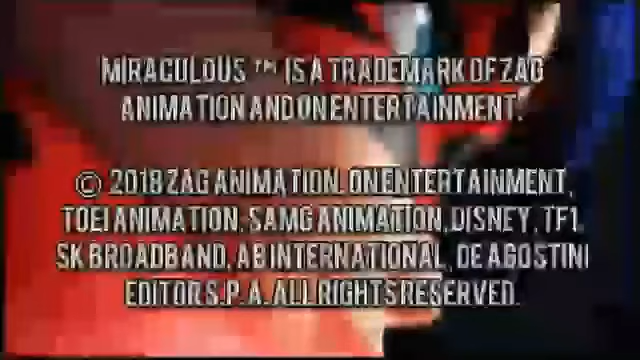 MIRACULOUS ™ IS A TRADEMARK OF ZAG
ANIMATION AND ON ENTERTAINMENT.
© 2018 ZAG ANIMATION. ON ENTERTAINMENT,
TOEI ANIMATION, SAMG ANIMATION, DISNEY, TF1,
SK BROADBAND, AB INTERNATIONAL, DE AGOSTINI
EDITOR S.P.A. ALL RIGHTS RESERVED.